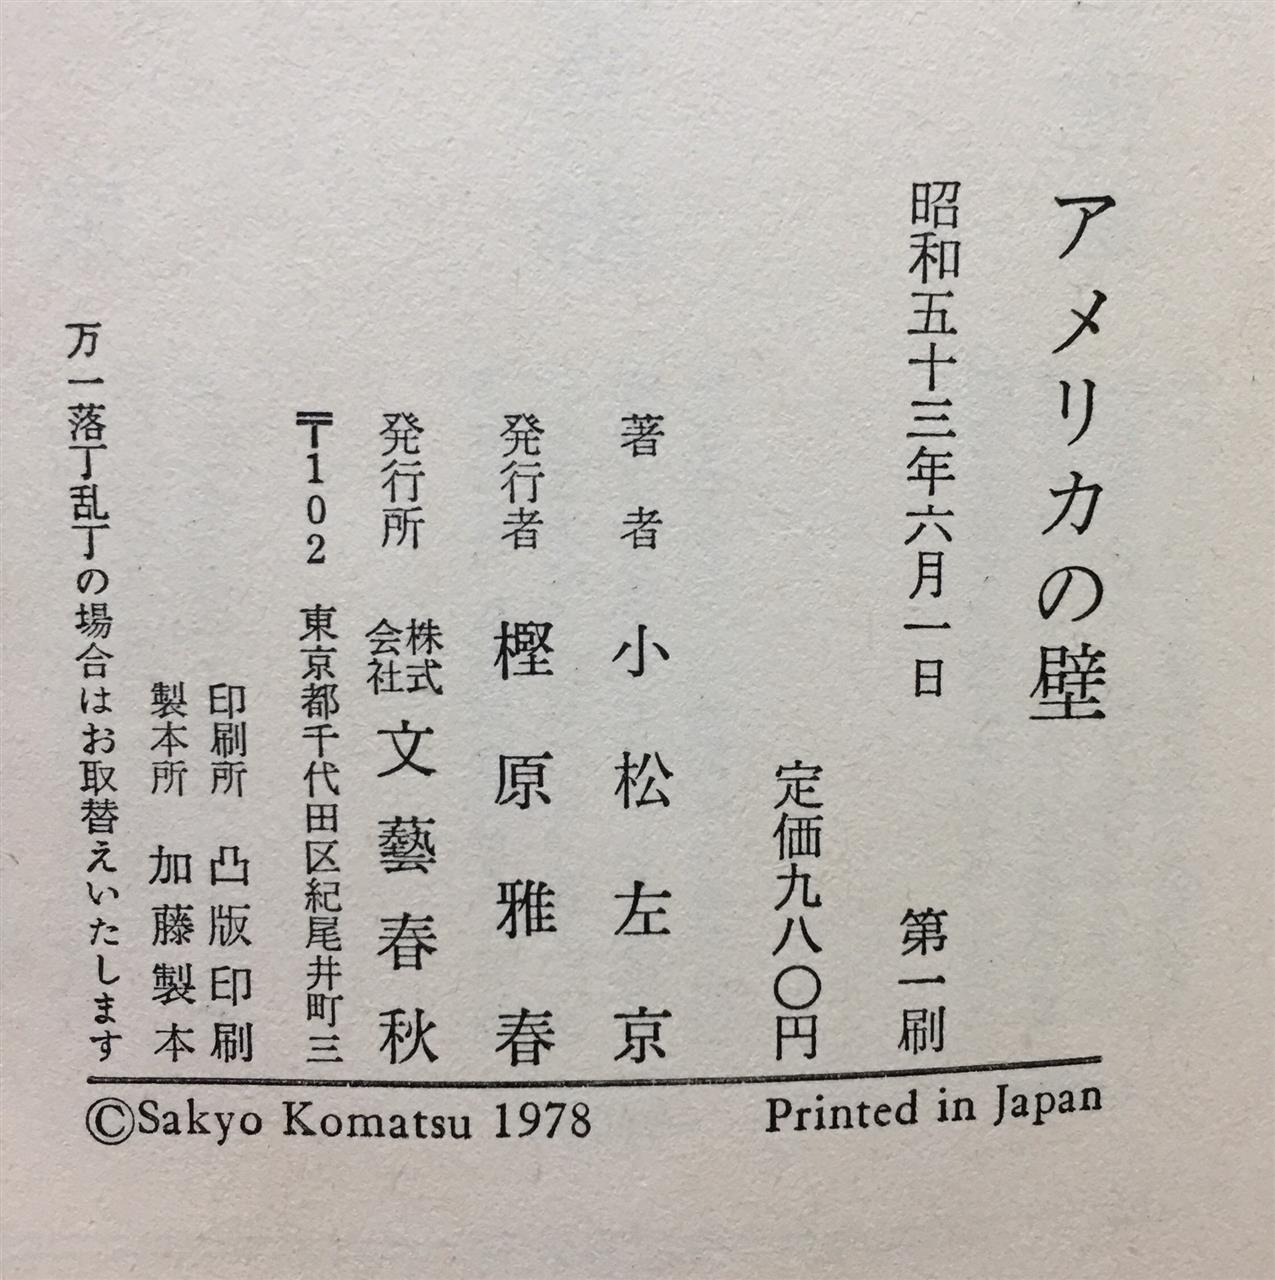 アメリカの壁
昭和五十三年六月一日 第一刷
定価九八〇円
著者 小松左京
発行者 樫原雅春
発行所 株式会社 文藝春秋
〒102 東京都千代田区紀尾井町三
印刷所 凸版印刷
製本所 加藤製本
万一落丁乱丁の場合はお取替えいたします
©Sakyo Komatsu 1978 Printed in Japan